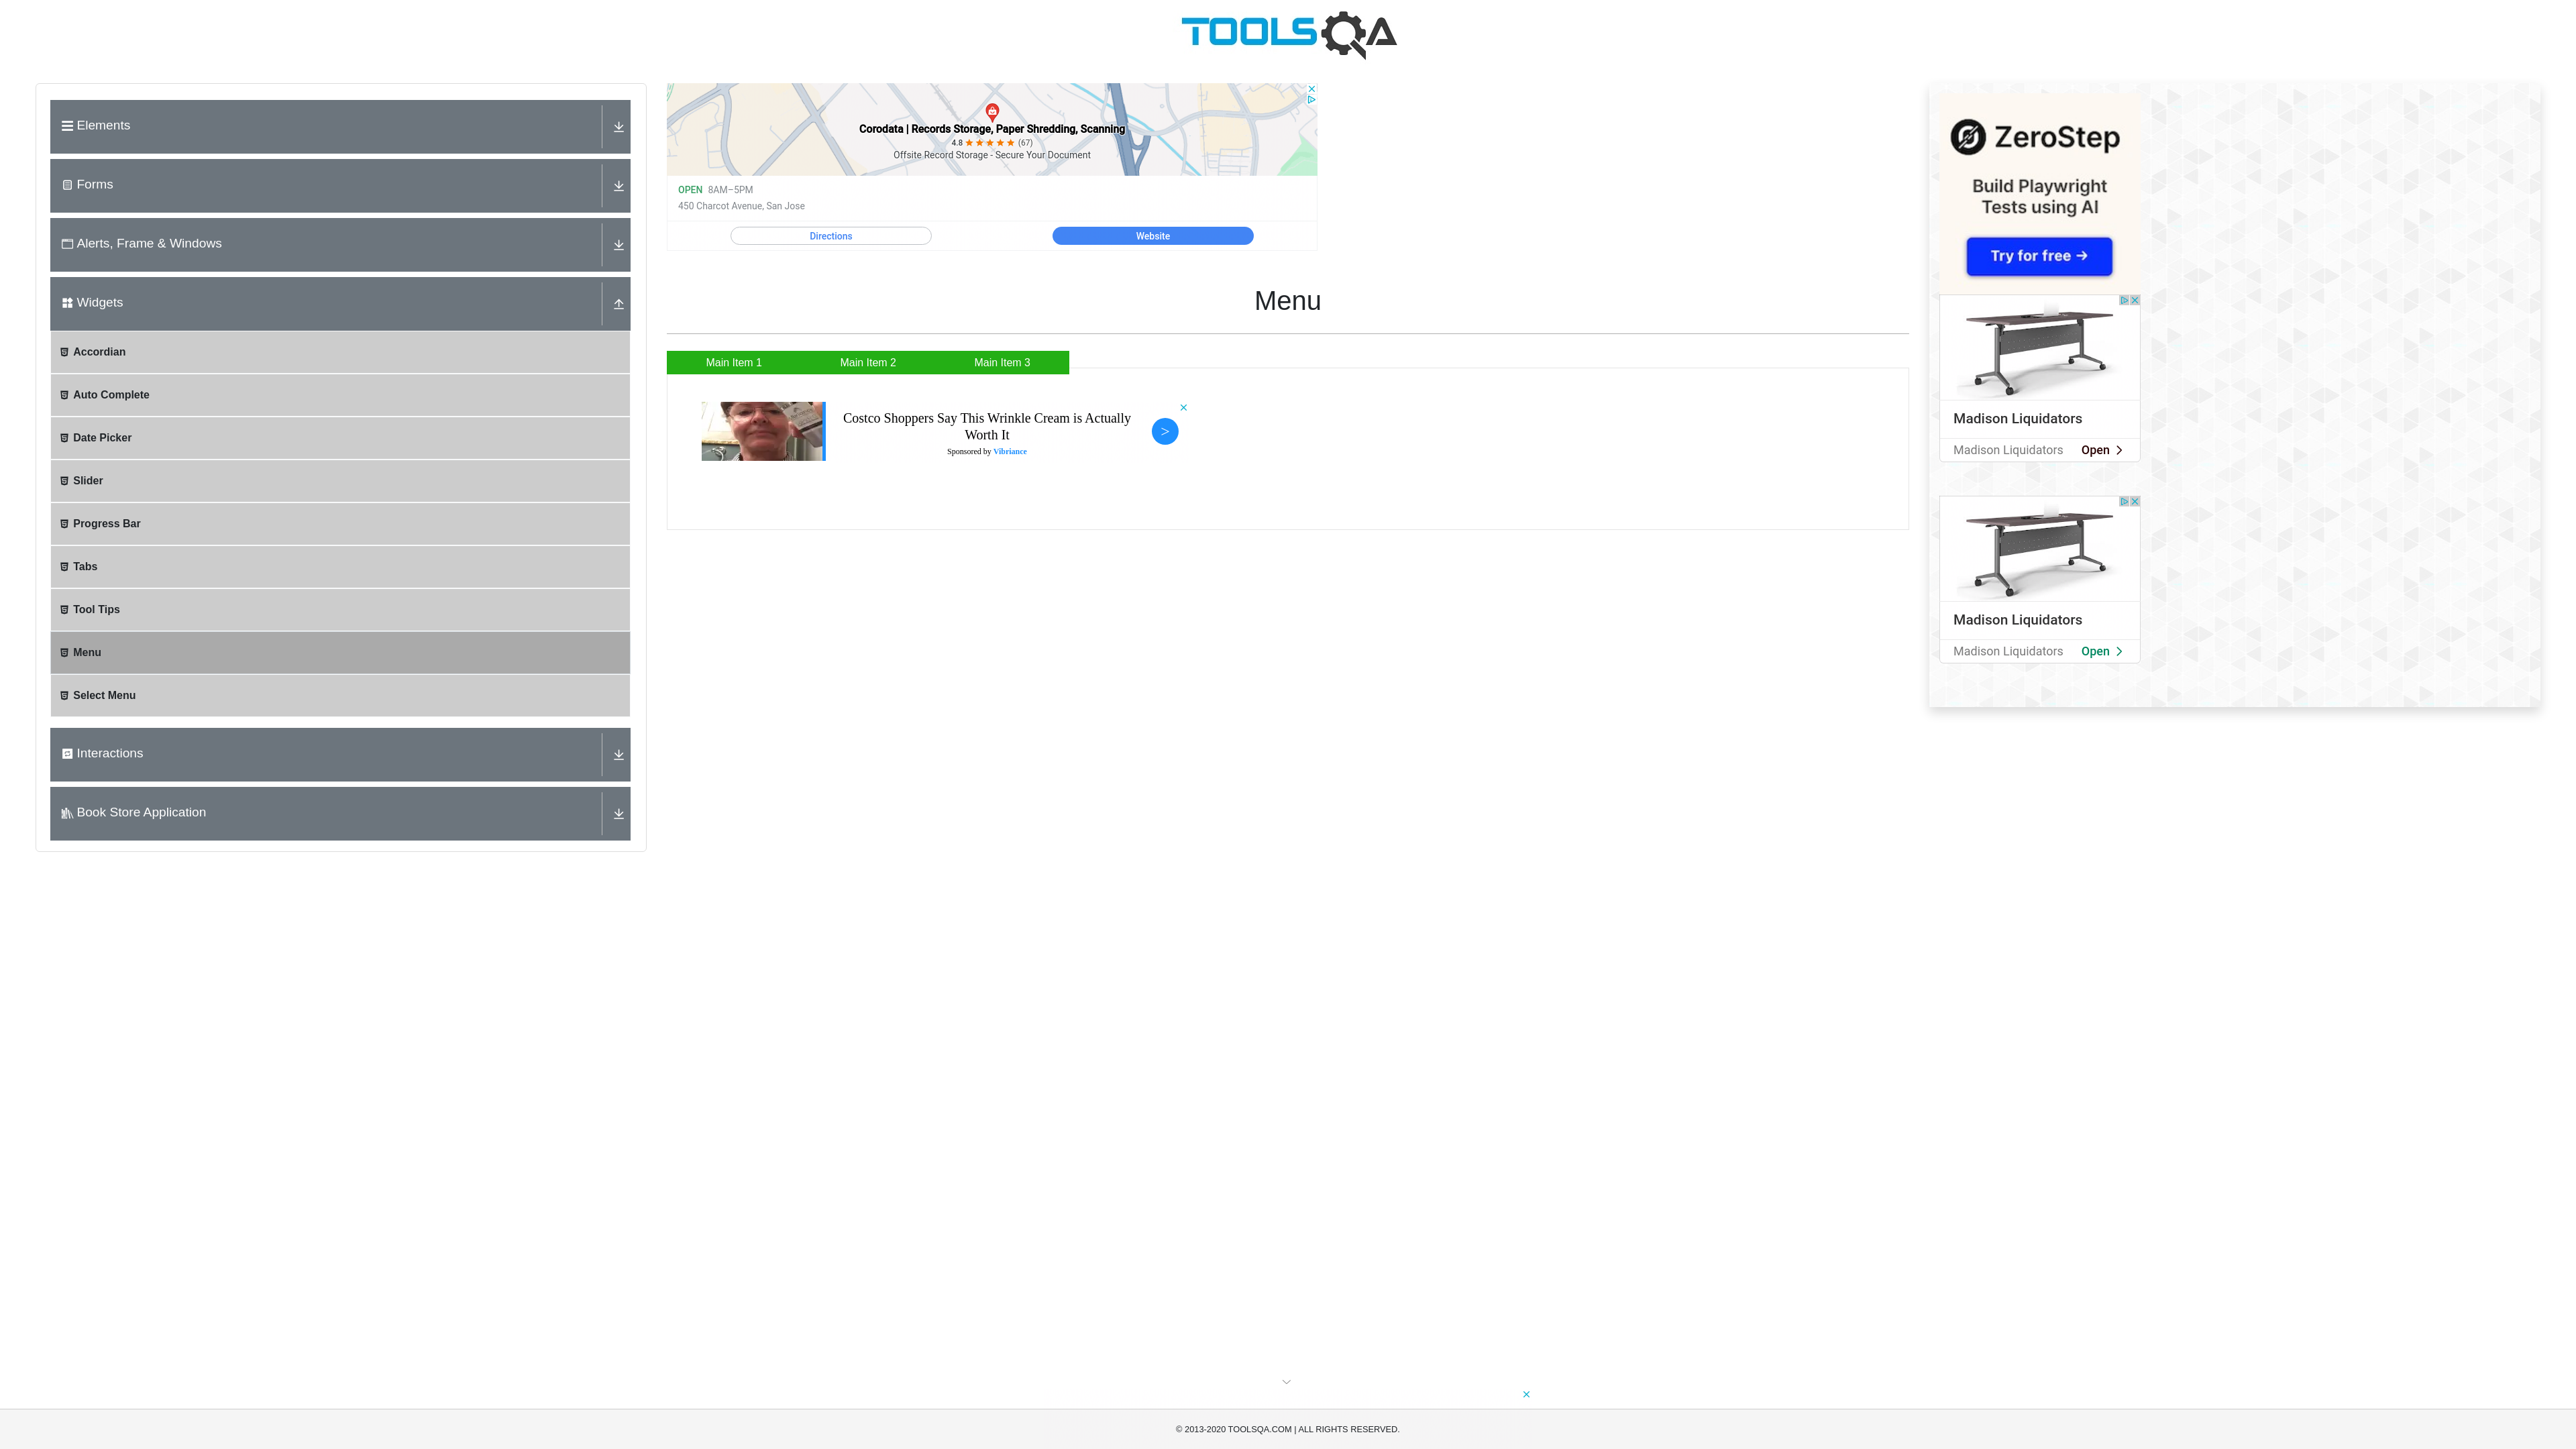 TOOLSQA
Elements
Forms
Alerts, Frame & Windows
Widgets
Accordian
Auto Complete
Date Picker
Slider
Progress Bar
Tabs
Tool Tips
Menu
Select Menu
Interactions
Book Store Application
Corodata | Records Storage, Paper Shredding, Scanning
4.8 ★★★★★ (67)
Offsite Record Storage - Secure Your Document
OPEN 8AM–5PM
450 Charcot Avenue, San Jose
Directions
Website
Menu
Main Item 1
Main Item 2
Main Item 3
Costco Shoppers Say This Wrinkle Cream is Actually
Worth It
Sponsored by Vibriance
>
ZeroStep
Build Playwright
Tests using AI
Try for free →
Madison Liquidators
Madison Liquidators Open >
Madison Liquidators
Madison Liquidators Open >
© 2013-2020 TOOLSQA.COM | ALL RIGHTS RESERVED.